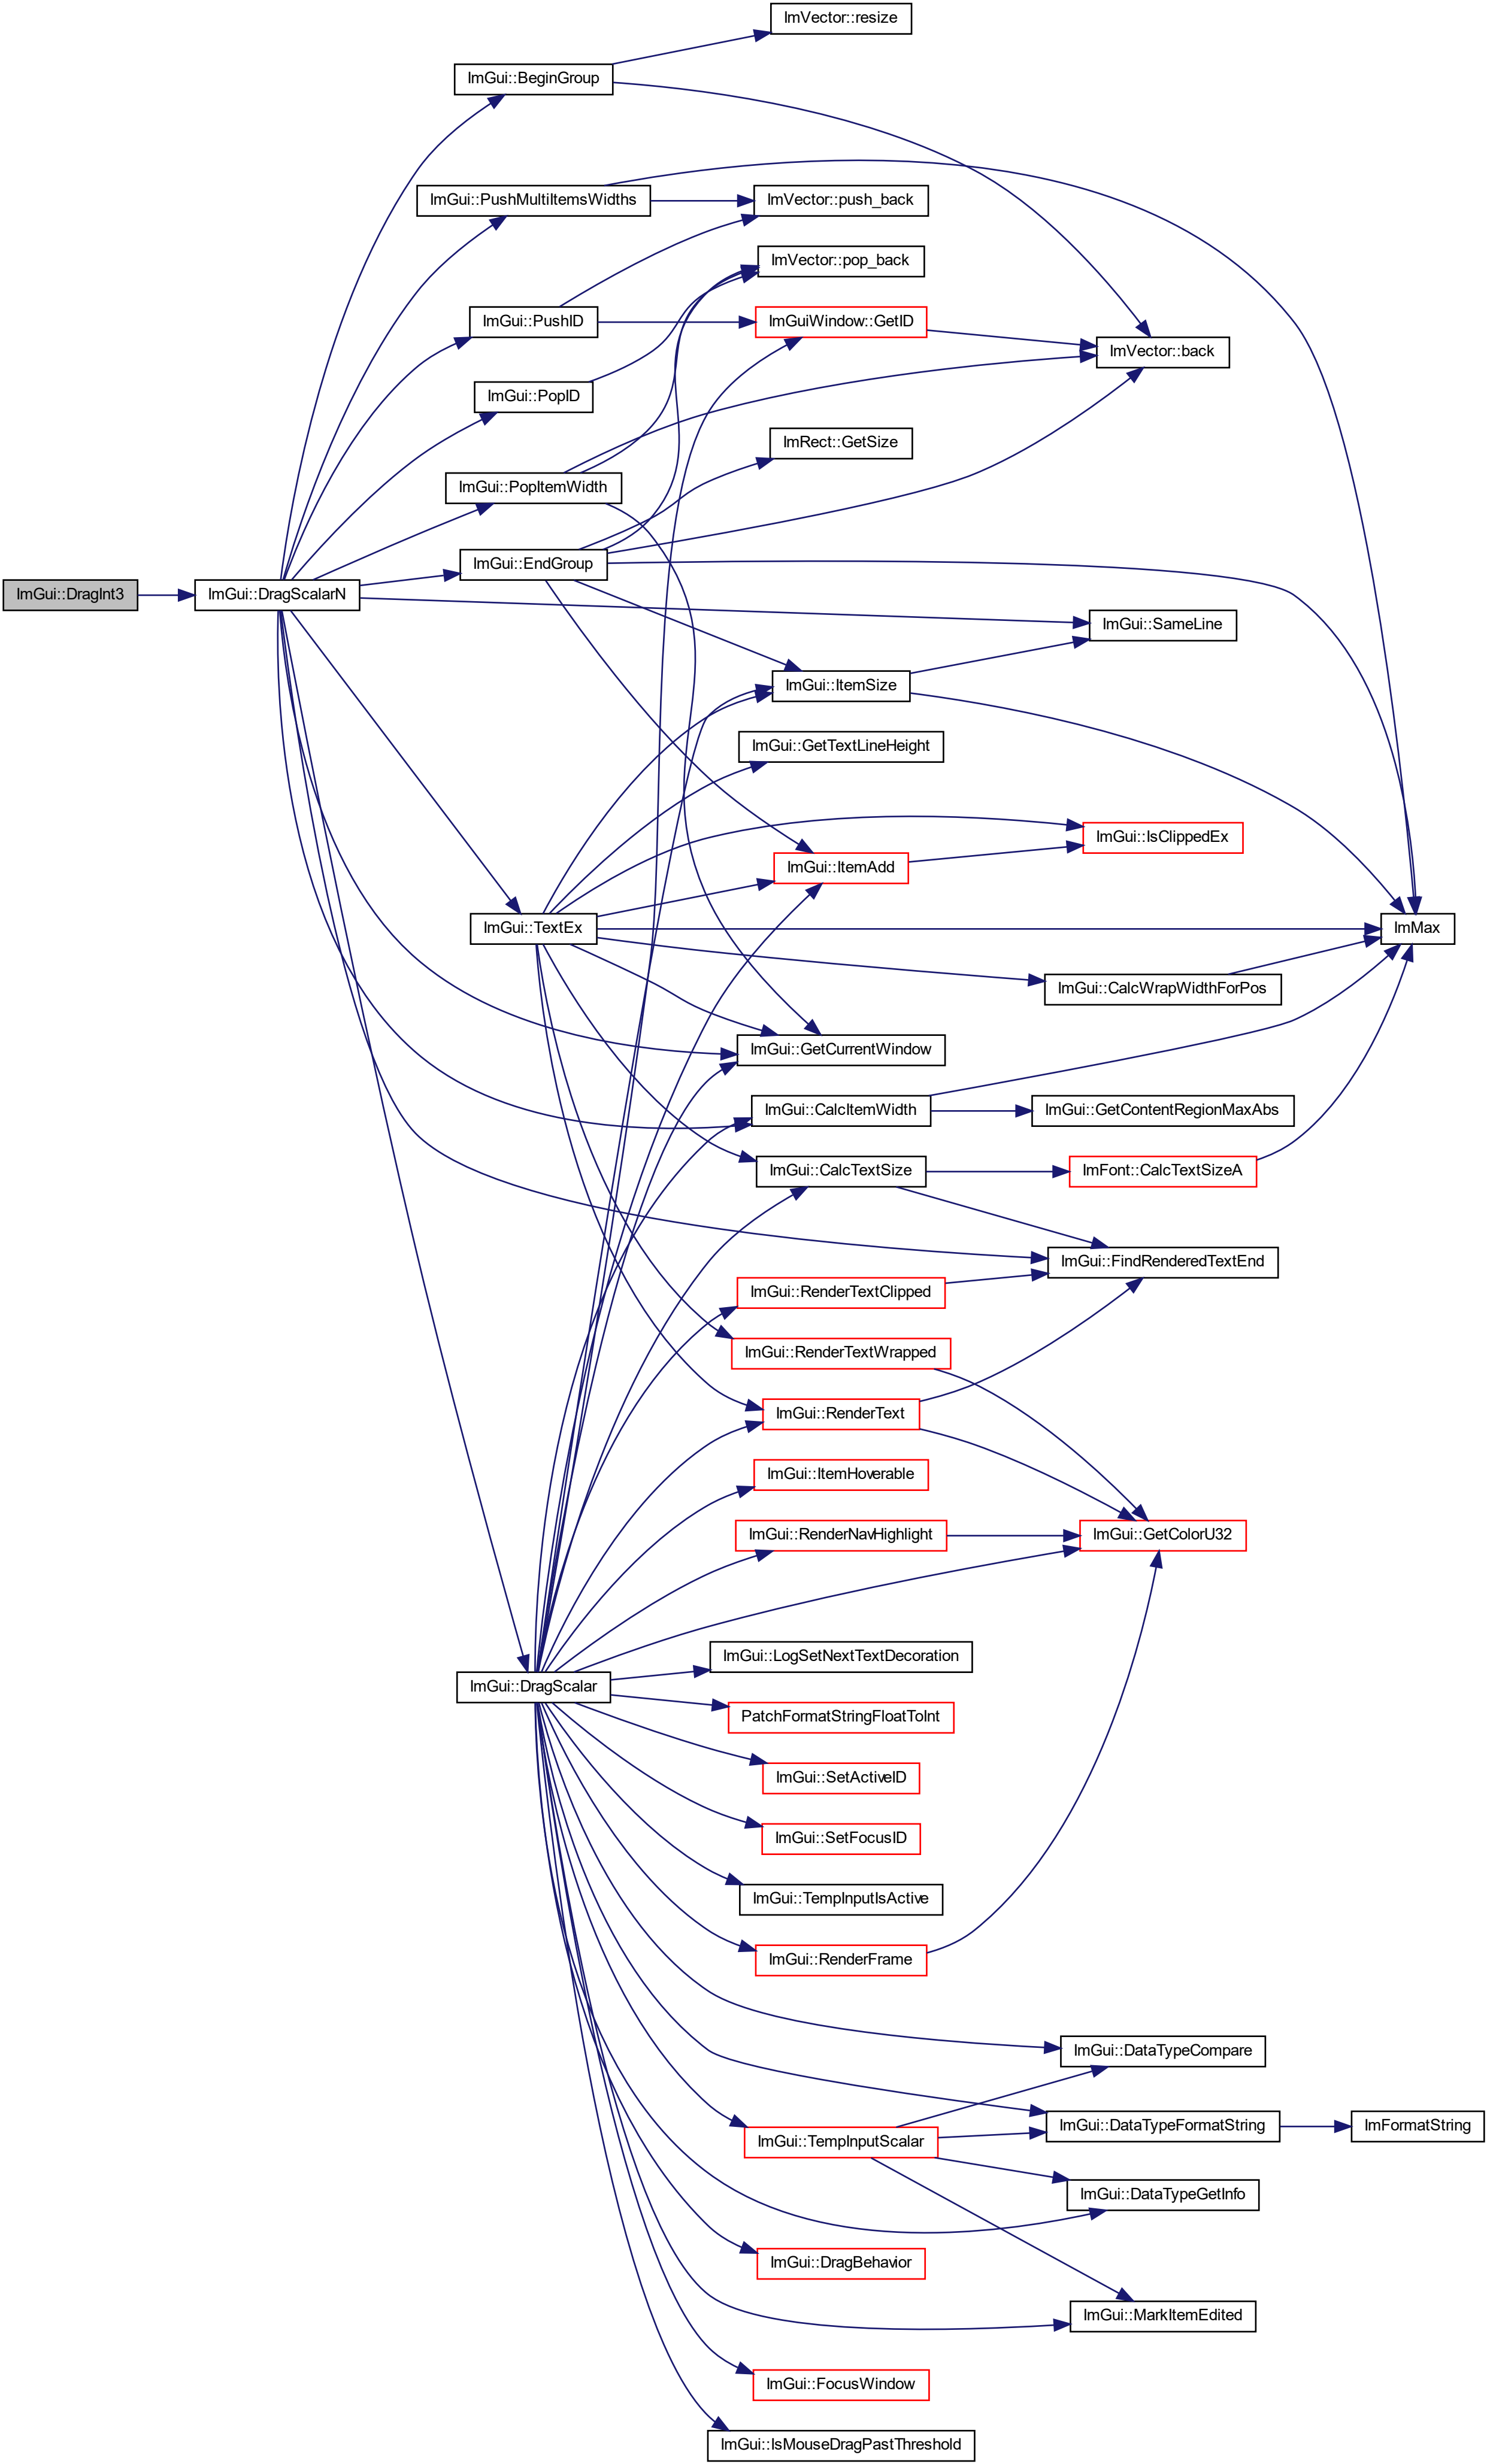 ImVector::resize
ImGui::BeginGroup
ImGui::PushMultiItemsWidths
ImVector::push_back
ImVector::pop_back
ImGui::PushID
ImGuiWindow::GetID
ImVector::back
ImGui::PopID
ImRect::GetSize
ImGui::PopItemWidth
ImGui::EndGroup
ImGui::DragInt3
ImGui::DragScalarN
ImGui::SameLine
ImGui::ItemSize
ImGui::GetTextLineHeight
ImGui::IsClippedEx
ImGui::ItemAdd
ImGui::TextEx
ImMax
ImGui::CalcWrapWidthForPos
ImGui::GetCurrentWindow
ImGui::CalcItemWidth
ImGui::GetContentRegionMaxAbs
ImGui::CalcTextSize
ImFont::CalcTextSizeA
ImGui::FindRenderedTextEnd
ImGui::RenderTextClipped
ImGui::RenderTextWrapped
ImGui::RenderText
ImGui::ItemHoverable
ImGui::RenderNavHighlight
ImGui::GetColorU32
ImGui::LogSetNextTextDecoration
ImGui::DragScalar
PatchFormatStringFloatToInt
ImGui::SetActiveID
ImGui::SetFocusID
ImGui::TempInputIsActive
ImGui::RenderFrame
ImGui::DataTypeCompare
ImGui::DataTypeFormatString
ImFormatString
ImGui::TempInputScalar
ImGui::DataTypeGetInfo
ImGui::DragBehavior
ImGui::MarkItemEdited
ImGui::FocusWindow
ImGui::IsMouseDragPastThreshold